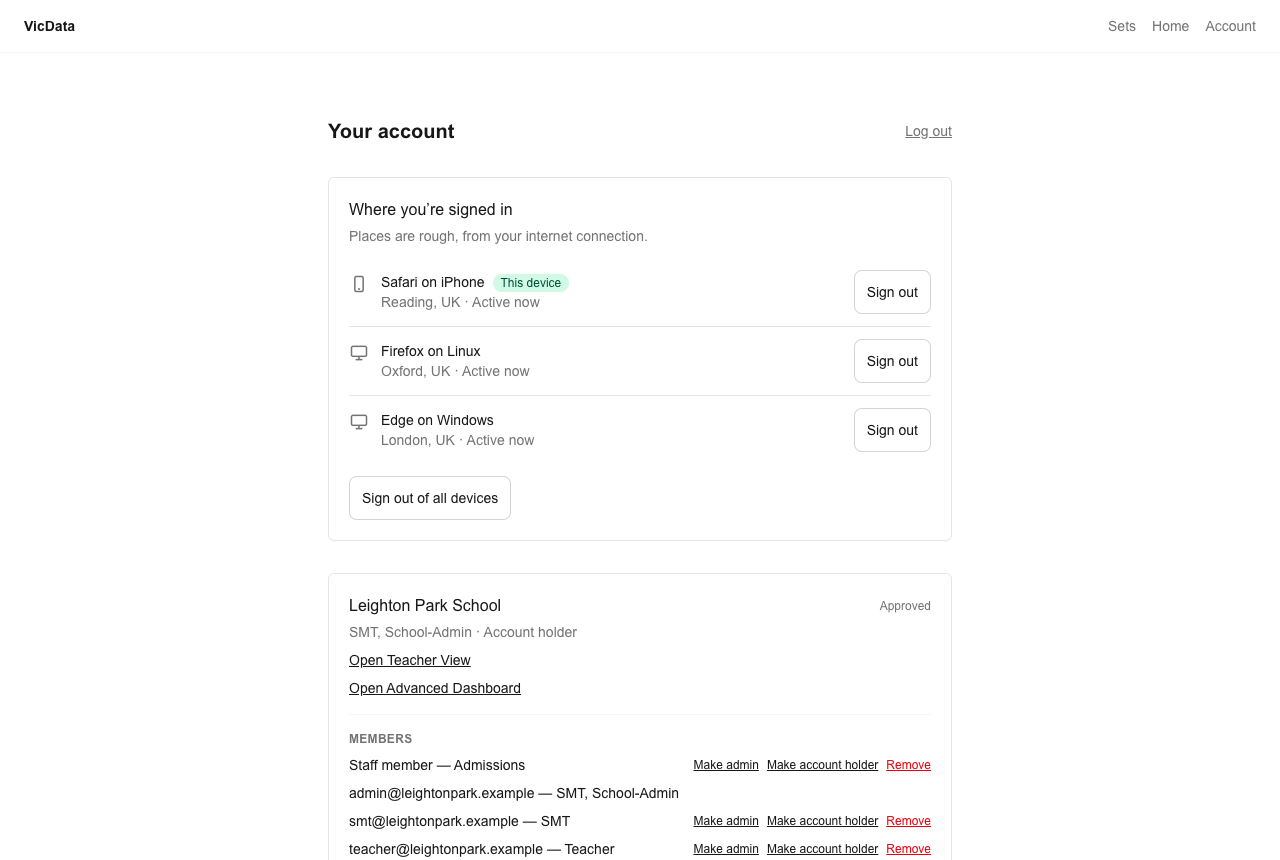 VicData
Sets Home Account
Your account
Log out
Where you’re signed in
Places are rough, from your internet connection.
Safari on iPhone This device
Reading, UK · Active now
Sign out
Firefox on Linux
Oxford, UK · Active now
Sign out
Edge on Windows
London, UK · Active now
Sign out
Sign out of all devices
Leighton Park School
Approved
SMT, School-Admin · Account holder
Open Teacher View
Open Advanced Dashboard
MEMBERS
Staff member — Admissions Make admin Make account holder Remove
admin@leightonpark.example — SMT, School-Admin
smt@leightonpark.example — SMT Make admin Make account holder Remove
teacher@leightonpark.example — Teacher Make admin Make account holder Remove